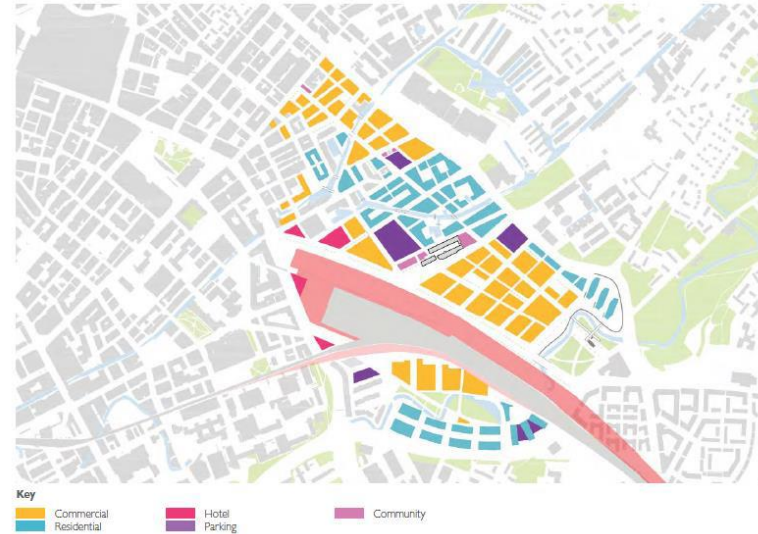 Key
Commercial
Residential
Hotel
Parking
Community